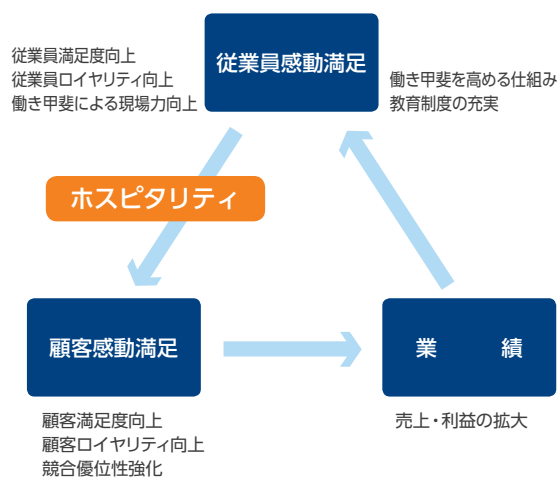 従業員満足度向上
従業員ロイヤリティ向上
働き甲斐による現場力向上
従業員感動満足
働き甲斐を高める仕組み
教育制度の充実
ホスピタリティ
顧客感動満足
業　績
顧客満足度向上
顧客ロイヤリティ向上
競合優位性強化
売上・利益の拡大